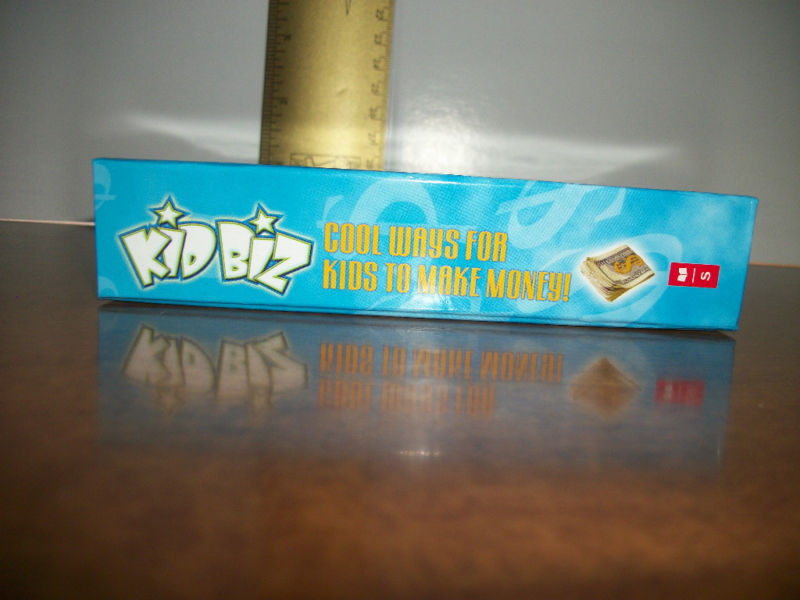 KID BIZ
COOL WAYS FOR
KIDS TO MAKE MONEY!
S